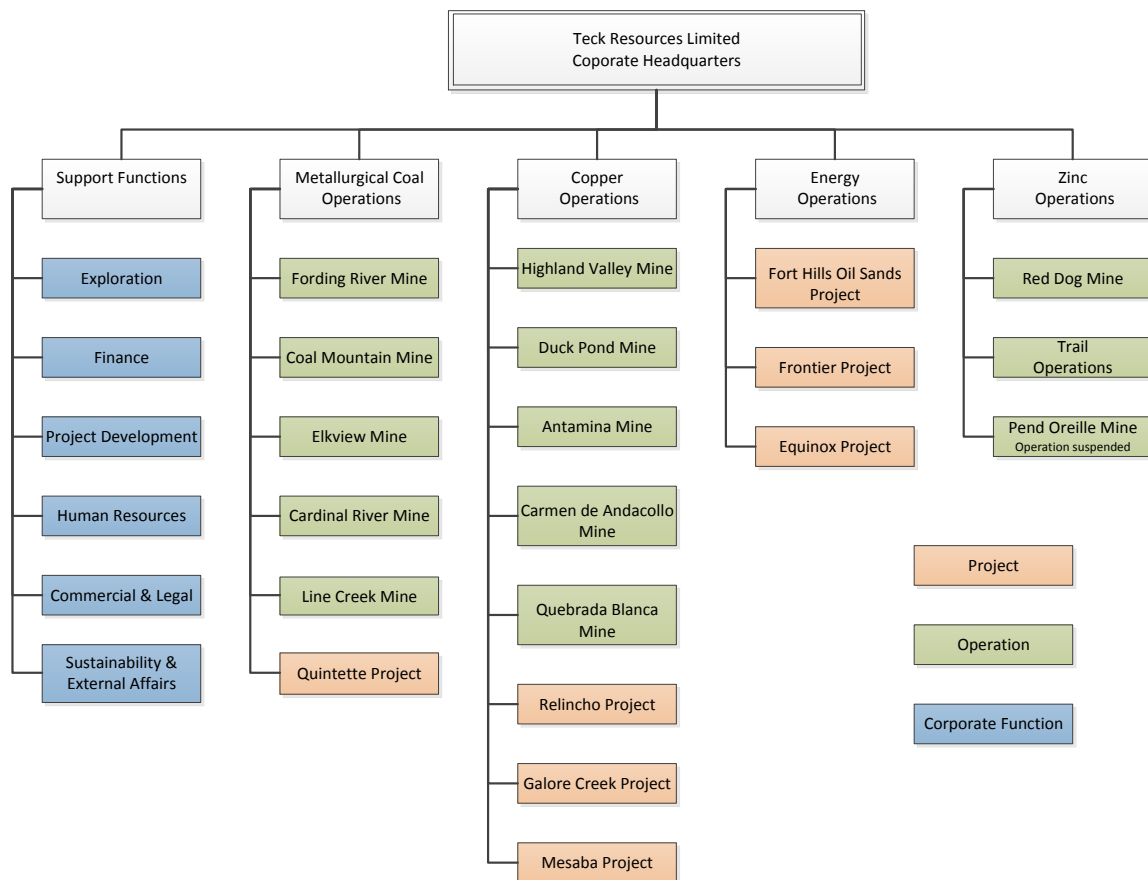 Teck Resources Limited
Coporate Headquarters
Support Functions
Exploration
Finance
Project Development
Human Resources
Commercial & Legal
Sustainability &
External Affairs
Metallurgical Coal
Operations
Fording River Mine
Coal Mountain Mine
Elkview Mine
Cardinal River Mine
Line Creek Mine
Quintette Project
Copper
Operations
Highland Valley Mine
Duck Pond Mine
Antamina Mine
Carmen de Andacollo
Mine
Quebrada Blanca
Mine
Relincho Project
Galore Creek Project
Mesaba Project
Energy
Operations
Fort Hills Oil Sands
Project
Frontier Project
Equinox Project
Zinc
Operations
Red Dog Mine
Trail
Operations
Pend Oreille Mine
Operation suspended
Project
Operation
Corporate Function